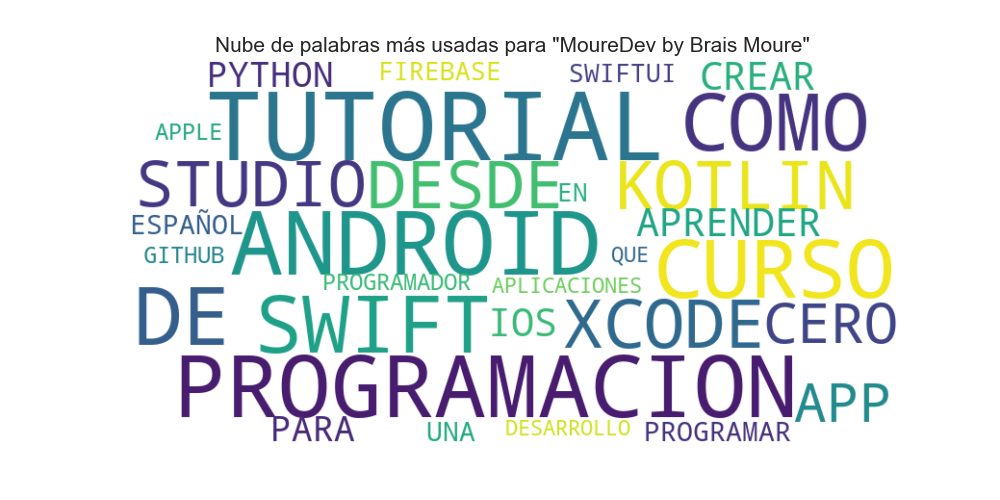 Nube de palabras más usadas para "MoureDev by Brais Moure"
PYTHON FIREBASE SWIFTUI CREAR
APPLE TUTORIAL COMO
STUDIO DESDE EN KOTLIN
ESPAÑOL ANDROID APRENDER
GITHUB QUE CURSO
PROGRAMADOR APLICACIONES
DE SWIFT IOS XCODE CERO
PROGRAMACION APP
PARA UNA DESARROLLO PROGRAMAR